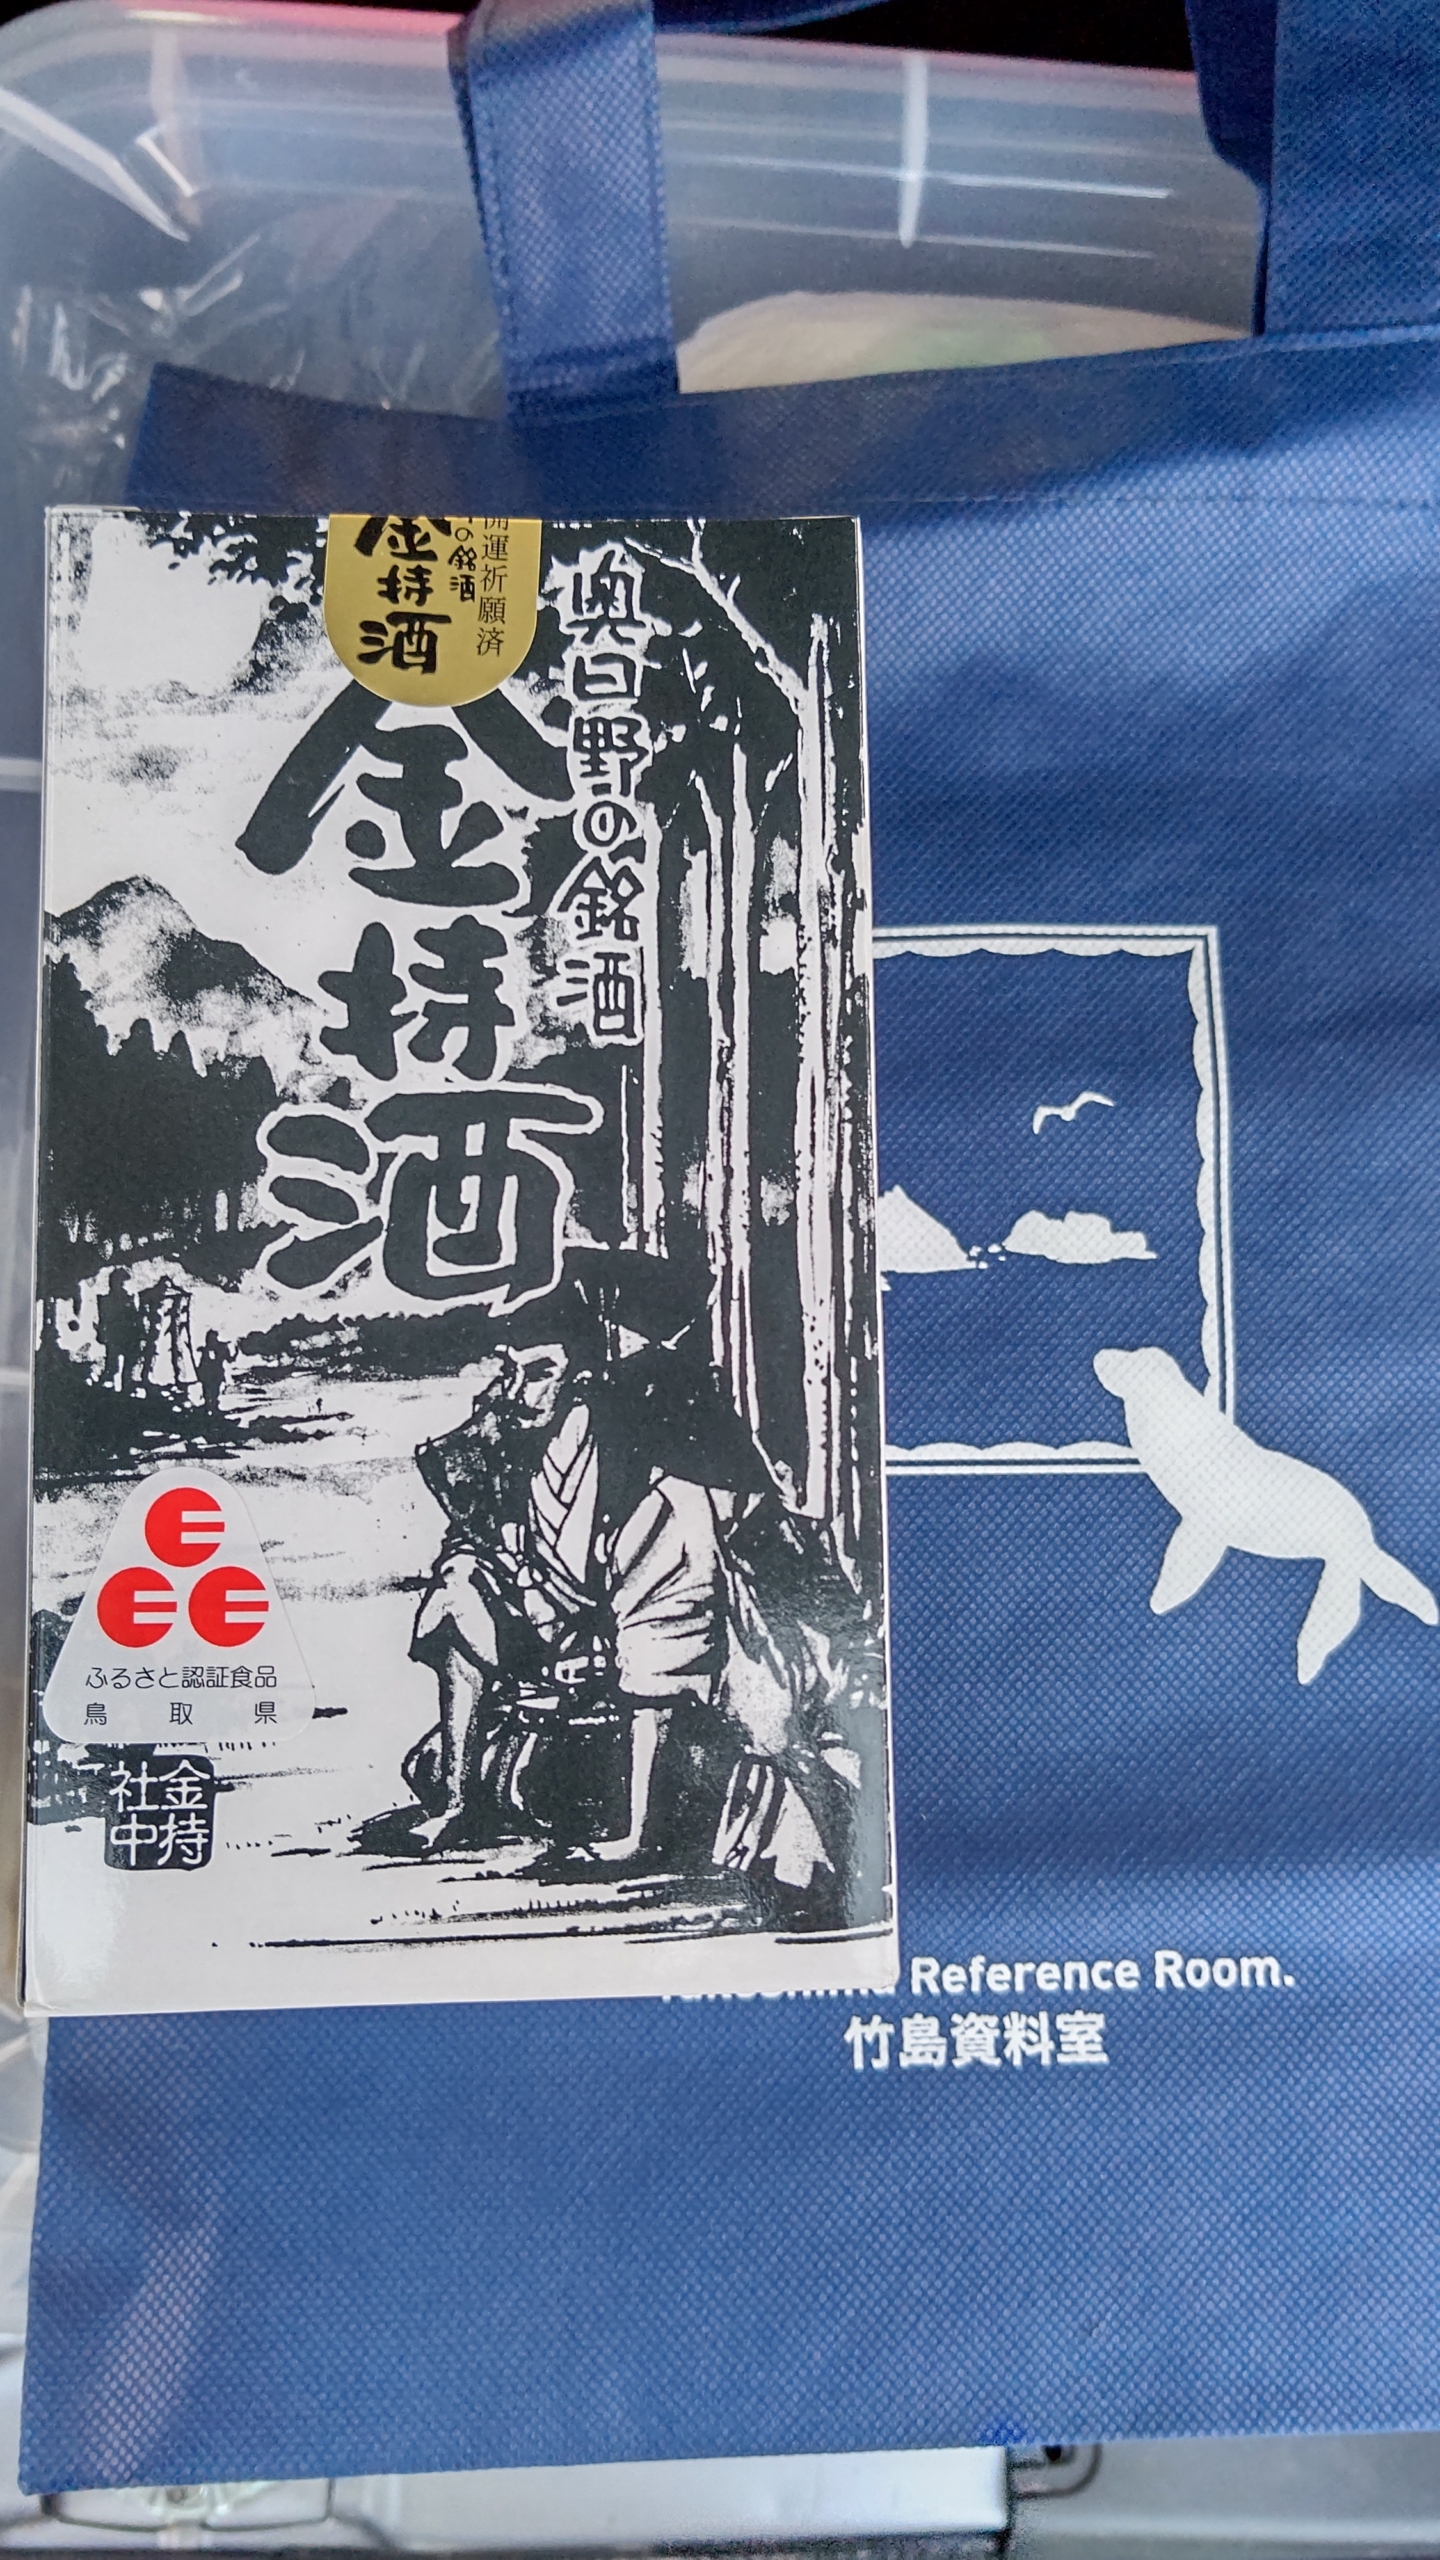 開運祈願済
の銘酒
金持酒
奥日野の銘酒
金持酒
ふるさと認証食品
鳥取県
金持
社中
Reference Room.
竹島資料室